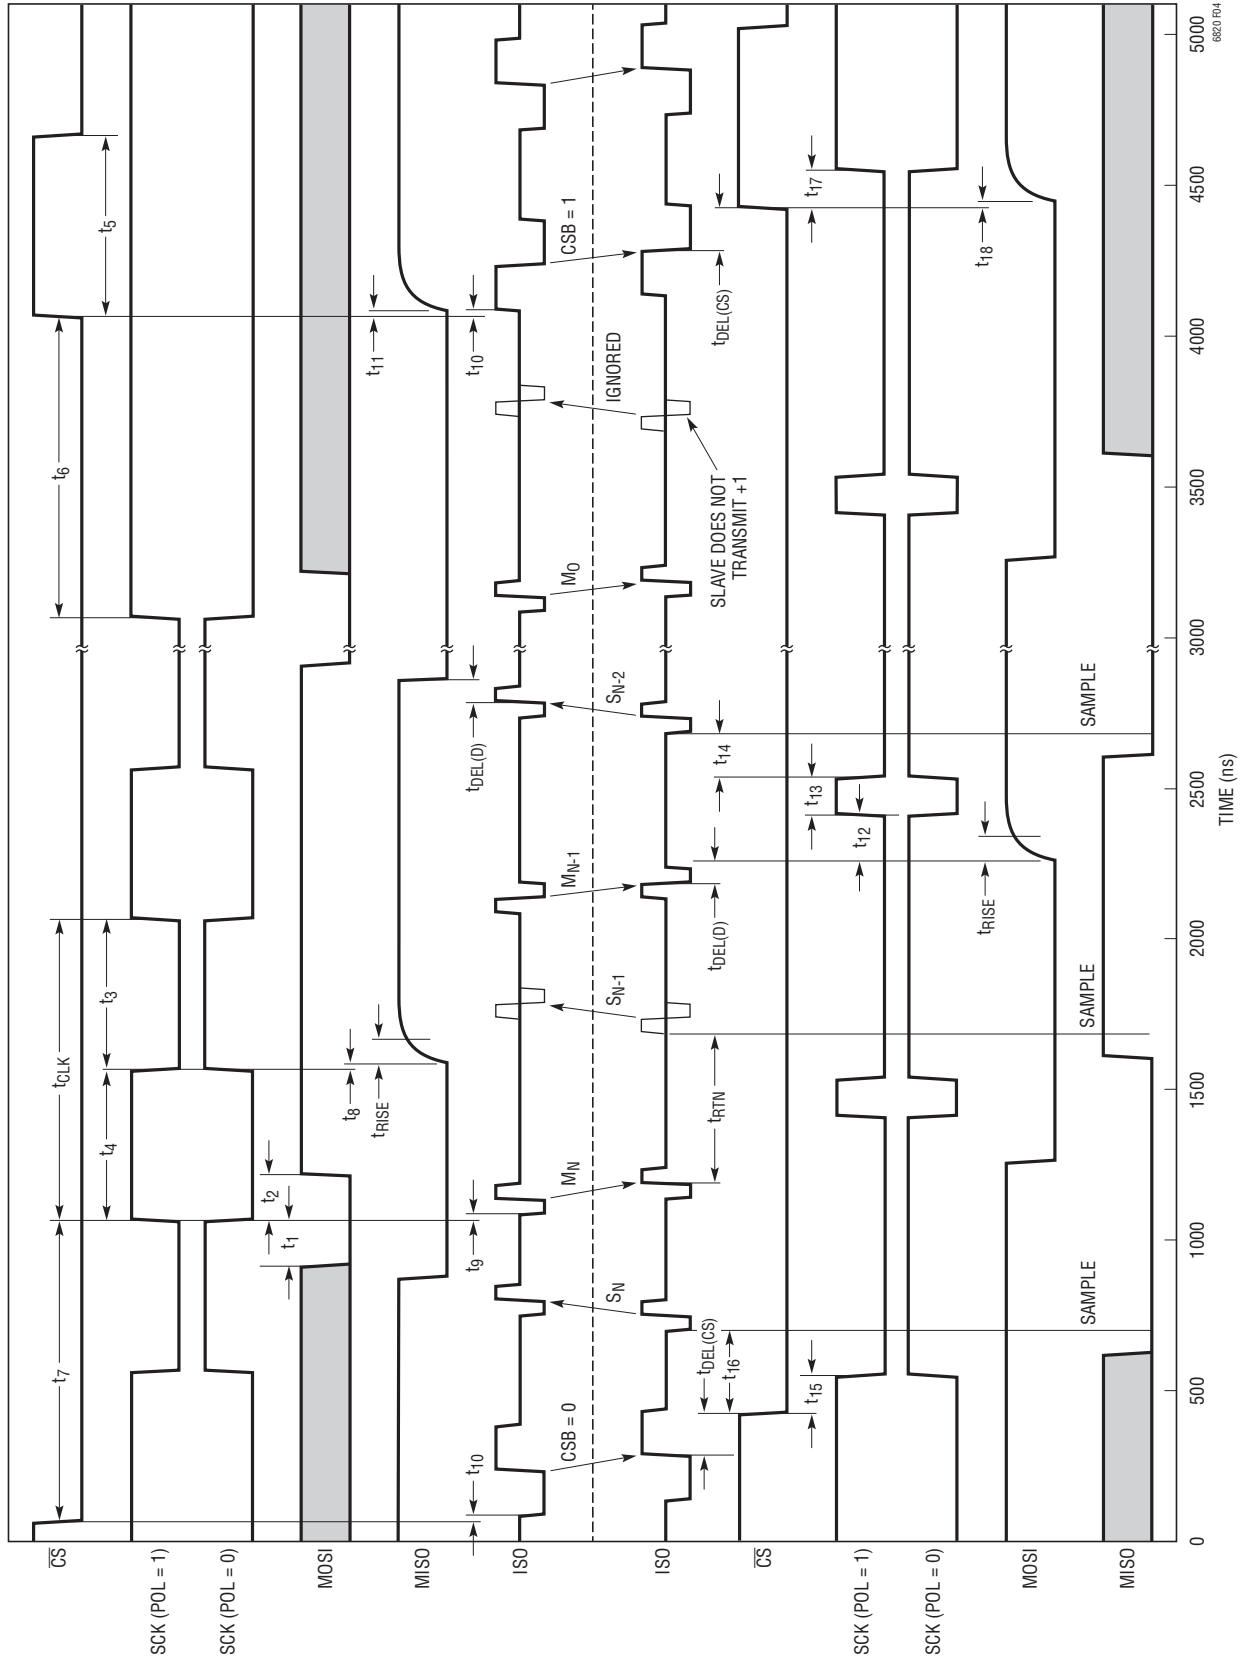 CS
t7
t6
t5
SCK (POL = 1)
tCLK
t4
t3
SCK (POL = 0)
t1
t2
MOSI
t8
tRISE
t11
MISO
t10
t9
tDEL(D)
t10
ISO
CSB = 0
SN
MN
SN-1
MN-1
SN-2
MO
IGNORED
CSB = 1
ISO
tDEL(CS)
t16
tRTN
tDEL(D)
t14
SLAVE DOES NOT
TRANSMIT +1
tDEL(CS)
CS
t15
t12
t13
t17
SCK (POL = 1)
SCK (POL = 0)
tRISE
t18
MOSI
SAMPLE
SAMPLE
SAMPLE
MISO
0
500
1000
1500
2000
2500
3000
3500
4000
4500
5000
TIME (ns)
6820 F04